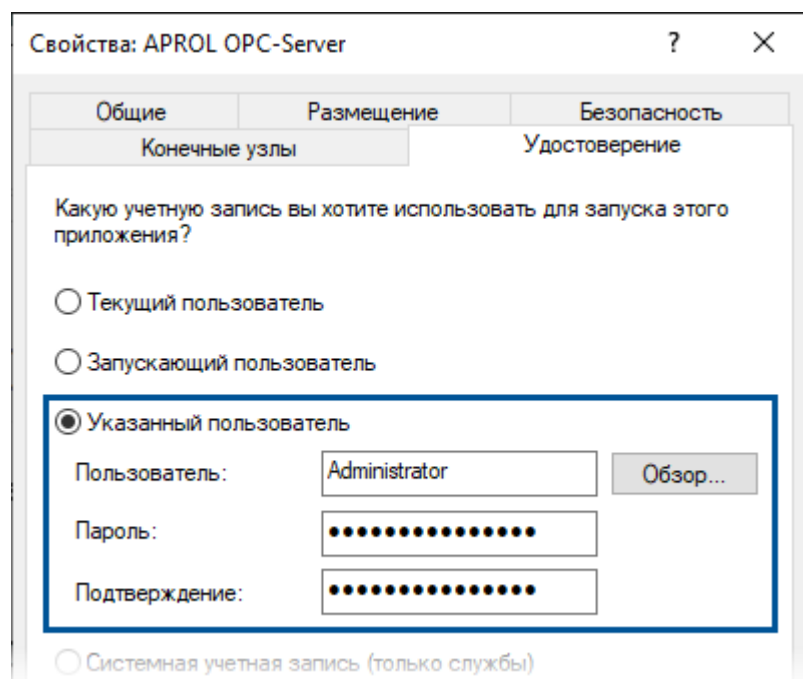 Свойства: APROL OPC-Server ? ×
Общие Размещение Безопасность
Конечные узлы Удостоверение
Какую учетную запись вы хотите использовать для запуска этого
приложения?
Текущий пользователь
Запускающий пользователь
Указанный пользователь
Пользователь: Administrator Обзор...
Пароль: ●●●●●●●●●●●●●●●
Подтверждение: ●●●●●●●●●●●●●●●
Системная учетная запись (только службы)